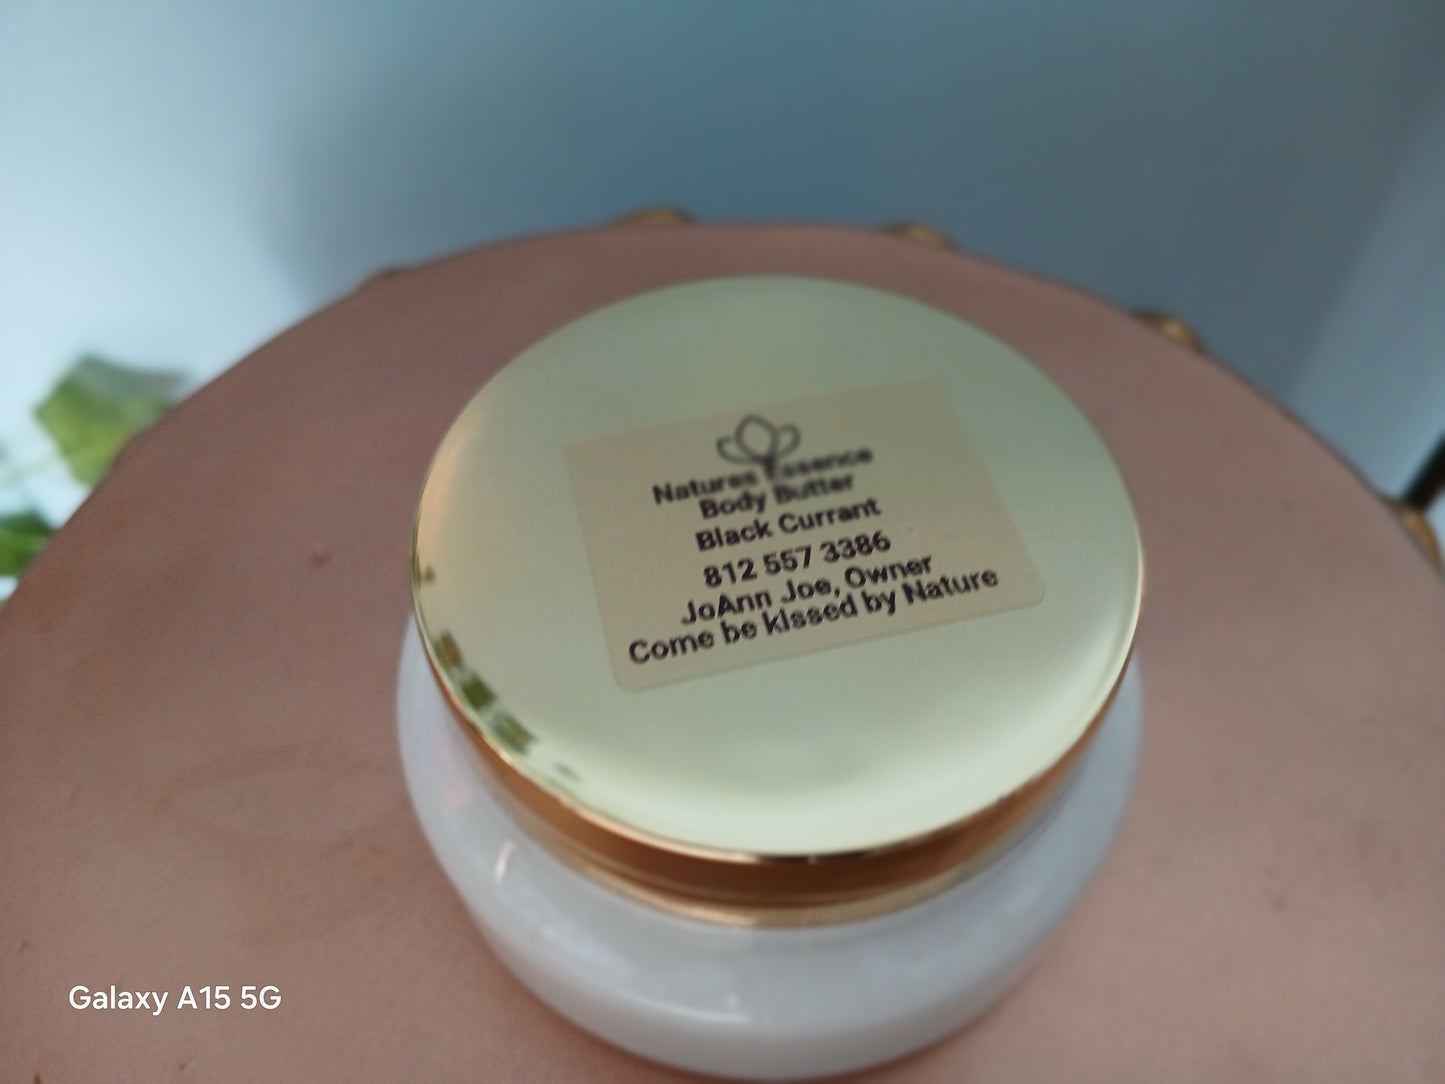 Natures Essence
Body Butter
Black Currant
812 557 3386
JoAnn Joe, Owner
Come be kissed by Nature
Galaxy A15 5G